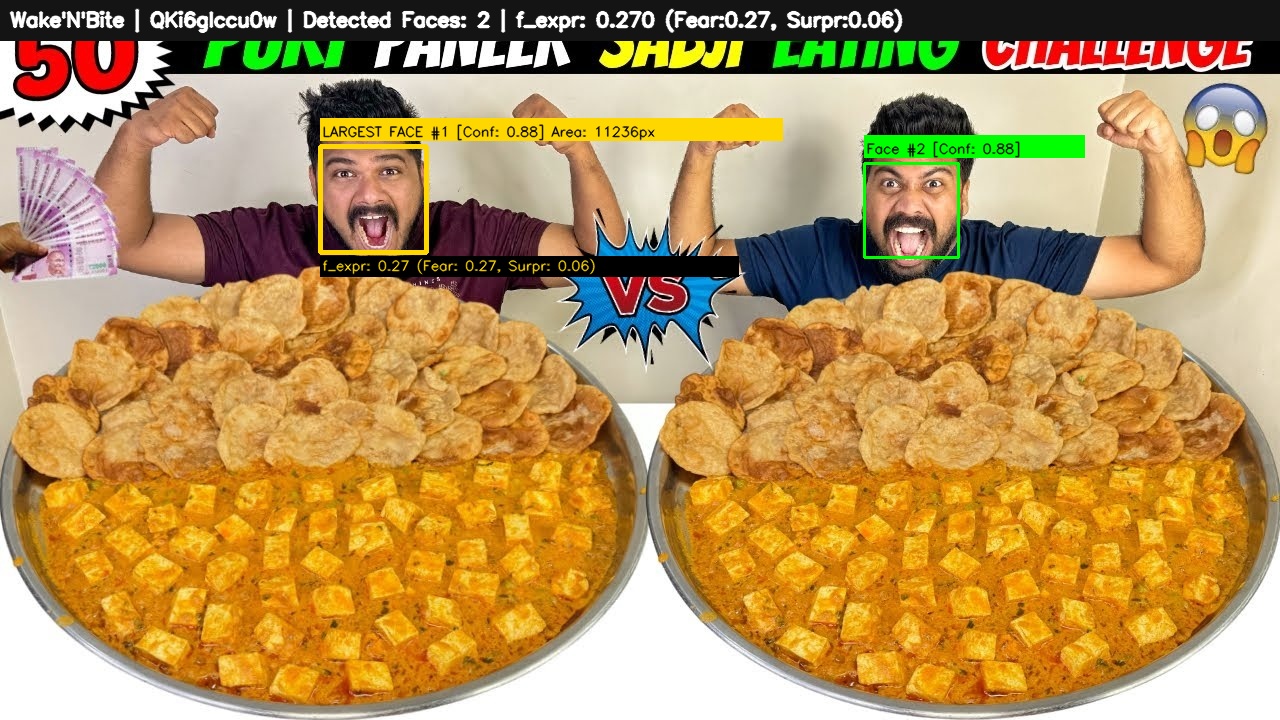 Wake'N'Bite | QKi6glccu0w | Detected Faces: 2 | f_expr: 0.270 (Fear:0.27, Surpr:0.06)
50 PURI PANEER SABJI EATING CHALLENGE
LARGEST FACE #1 [Conf: 0.88] Area: 11236px
Face #2 [Conf: 0.88]
f_expr: 0.27 (Fear: 0.27, Surpr: 0.06)
VS